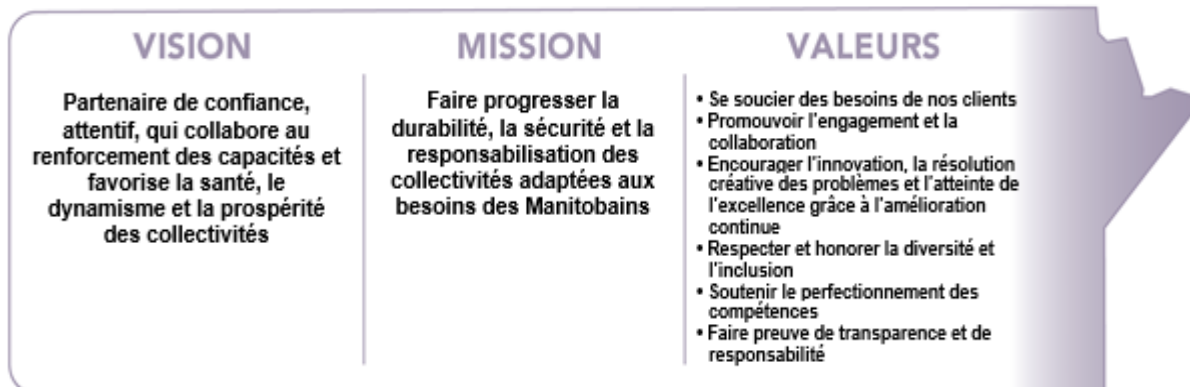 VISION
Partenaire de confiance,
attentif, qui collabore au
renforcement des capacités et
favorise la santé, le
dynamisme et la prospérité
des collectivités
MISSION
Faire progresser la
durabilité, la sécurité et la
responsabilisation des
collectivités adaptées aux
besoins des Manitobains
VALEURS
• Se soucier des besoins de nos clients
• Promouvoir l'engagement et la
collaboration
• Encourager l'innovation, la résolution
créative des problèmes et l'atteinte de
l'excellence grâce à l'amélioration
continue
• Respecter et honorer la diversité et
l'inclusion
• Soutenir le perfectionnement des
compétences
• Faire preuve de transparence et de
responsabilité